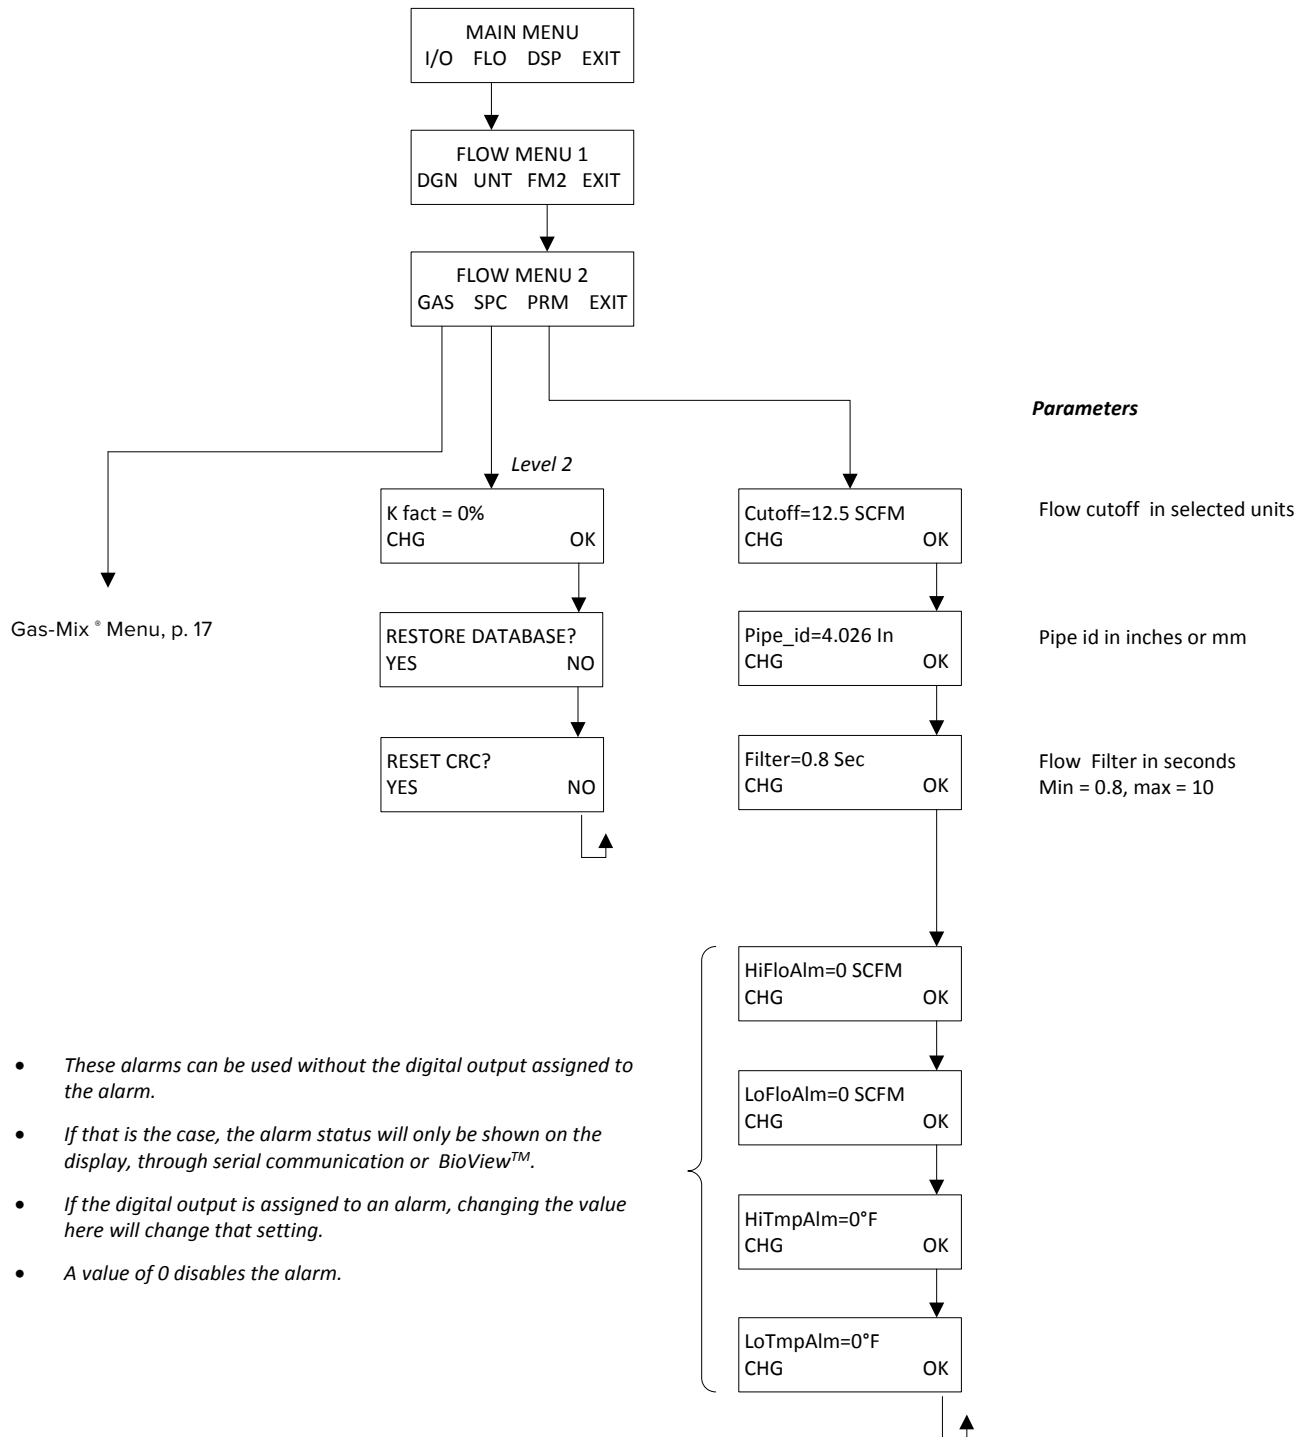 MAIN MENU
I/O FLO DSP EXIT
FLOW MENU 1
DGN UNT FM2 EXIT
FLOW MENU 2
GAS SPC PRM EXIT
Parameters
Level 2
K fact = 0%
CHG OK
Cutoff=12.5 SCFM
CHG OK
Flow cutoff in selected units
Gas-Mix ® Menu, p. 17
RESTORE DATABASE?
YES NO
Pipe_id=4.026 In
CHG OK
Pipe id in inches or mm
RESET CRC?
YES NO
Filter=0.8 Sec
CHG OK
Flow Filter in seconds
Min = 0.8, max = 10
HiFloAlm=0 SCFM
CHG OK
LoFloAlm=0 SCFM
CHG OK
HiTmpAlm=0°F
CHG OK
LoTmpAlm=0°F
CHG OK
• These alarms can be used without the digital output assigned to
the alarm.
• If that is the case, the alarm status will only be shown on the
display, through serial communication or BioView™.
• If the digital output is assigned to an alarm, changing the value
here will change that setting.
• A value of 0 disables the alarm.